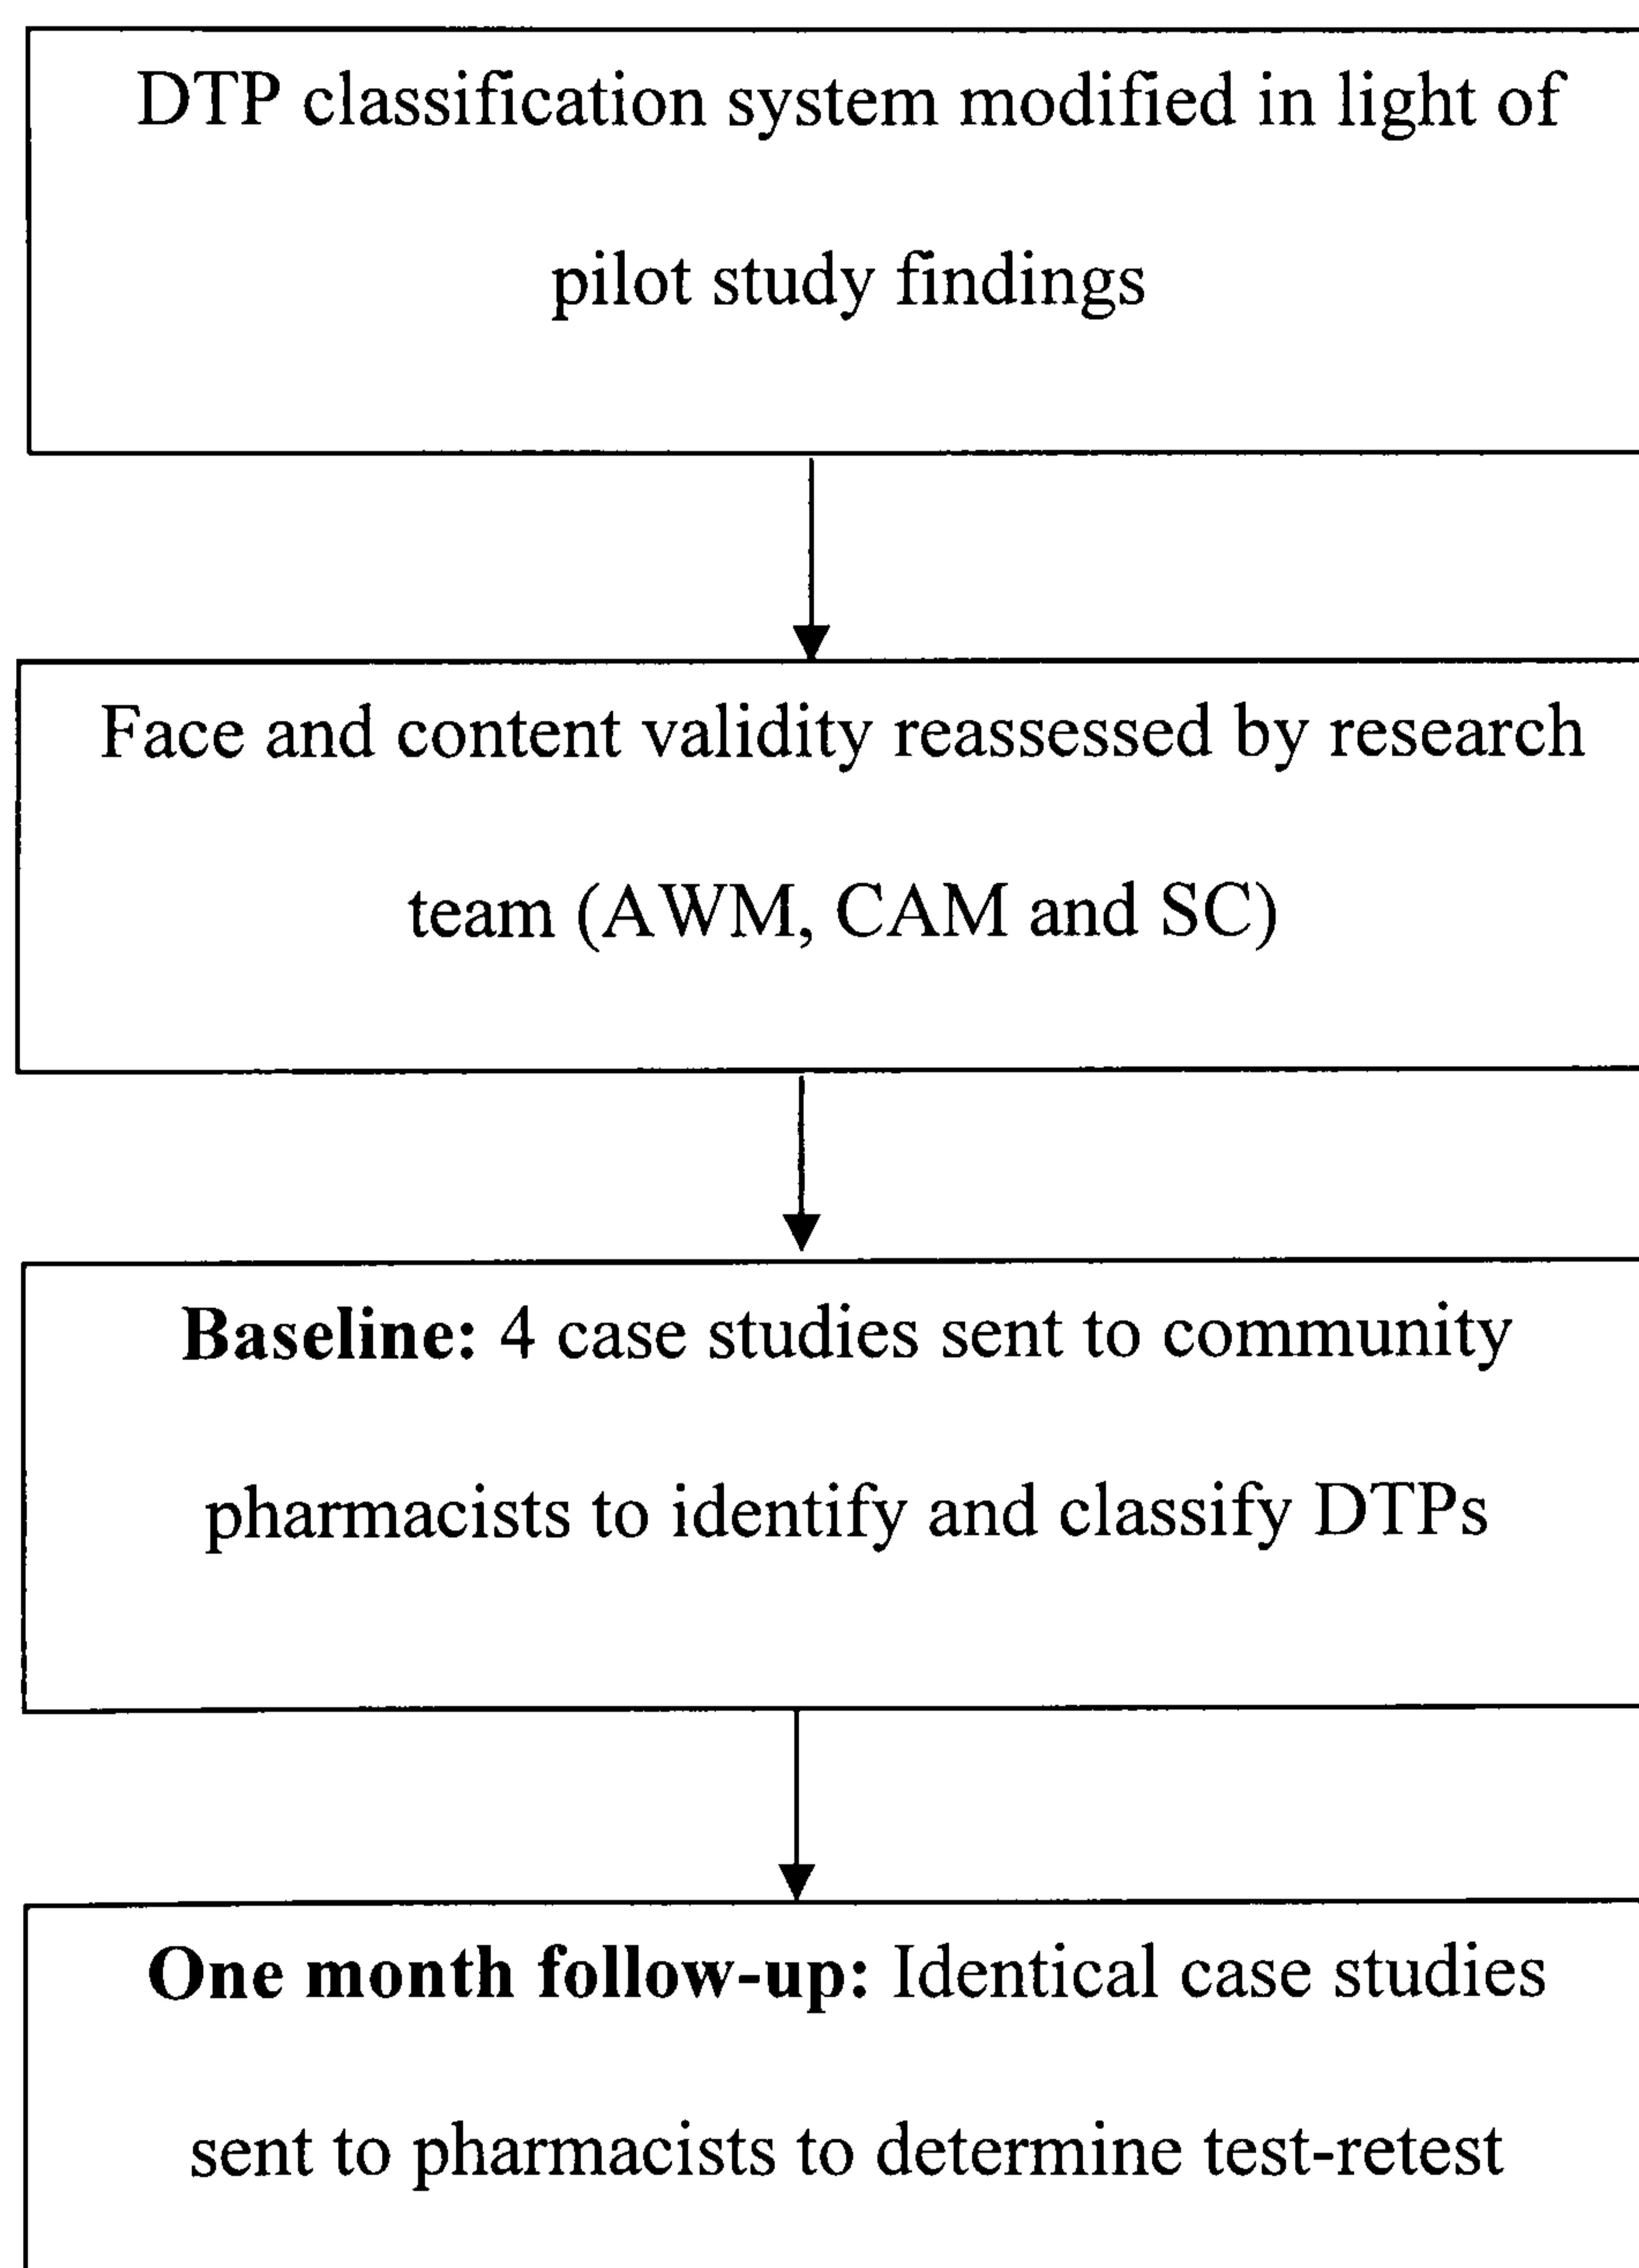 DTP classification system modified in light of
pilot study findings
Face and content validity reassessed by research
team (AWM, CAM and SC)
Baseline: 4 case studies sent to community
pharmacists to identify and classify DTPs
One month follow-up: Identical case studies
sent to pharmacists to determine test-retest